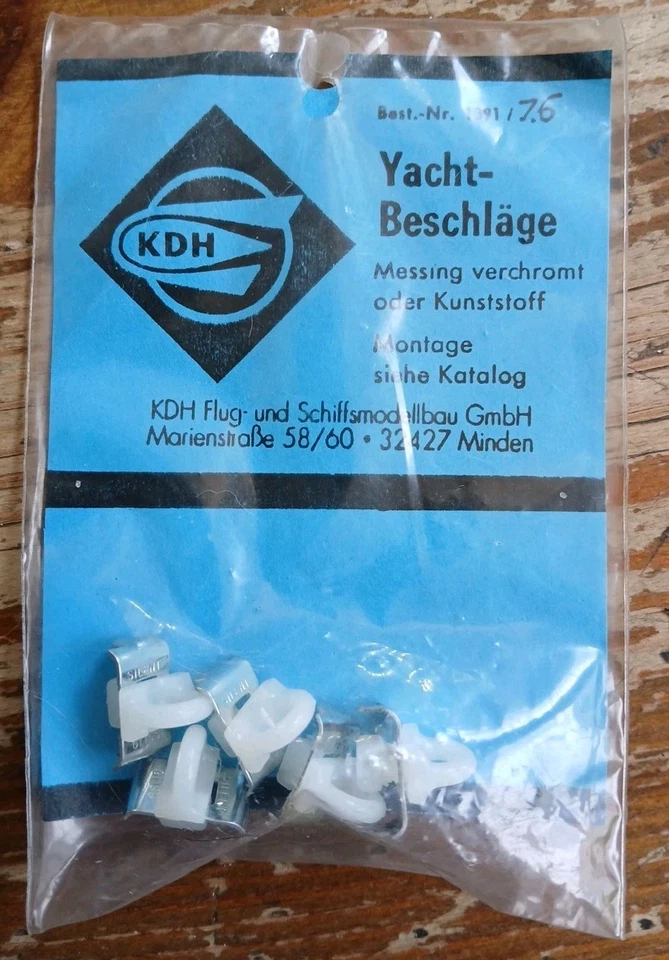 Best.-Nr. 1391 / 7.6
KDH
Yacht-
Beschläge
Messing verchromt
oder Kunststoff
Montage
siehe Katalog
KDH Flug- und Schiffsmodellbau GmbH
Marienstraße 58/60 • 32427 Minden